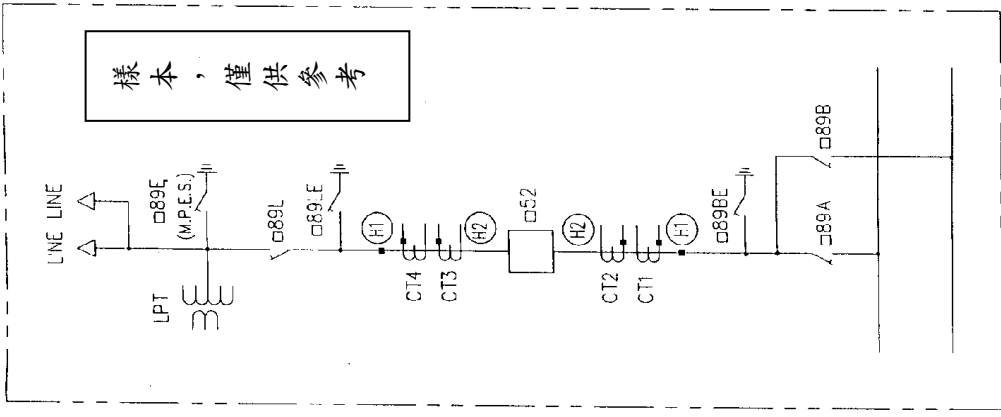 樣本，僅供參考
LINE LINE
□89E
(M.P.E.S.)
LPT
□89L
□89LE
H1
CT4
CT3
H2
□52
H2
CT2
CT1
H1
□89BE
□89B
□89A